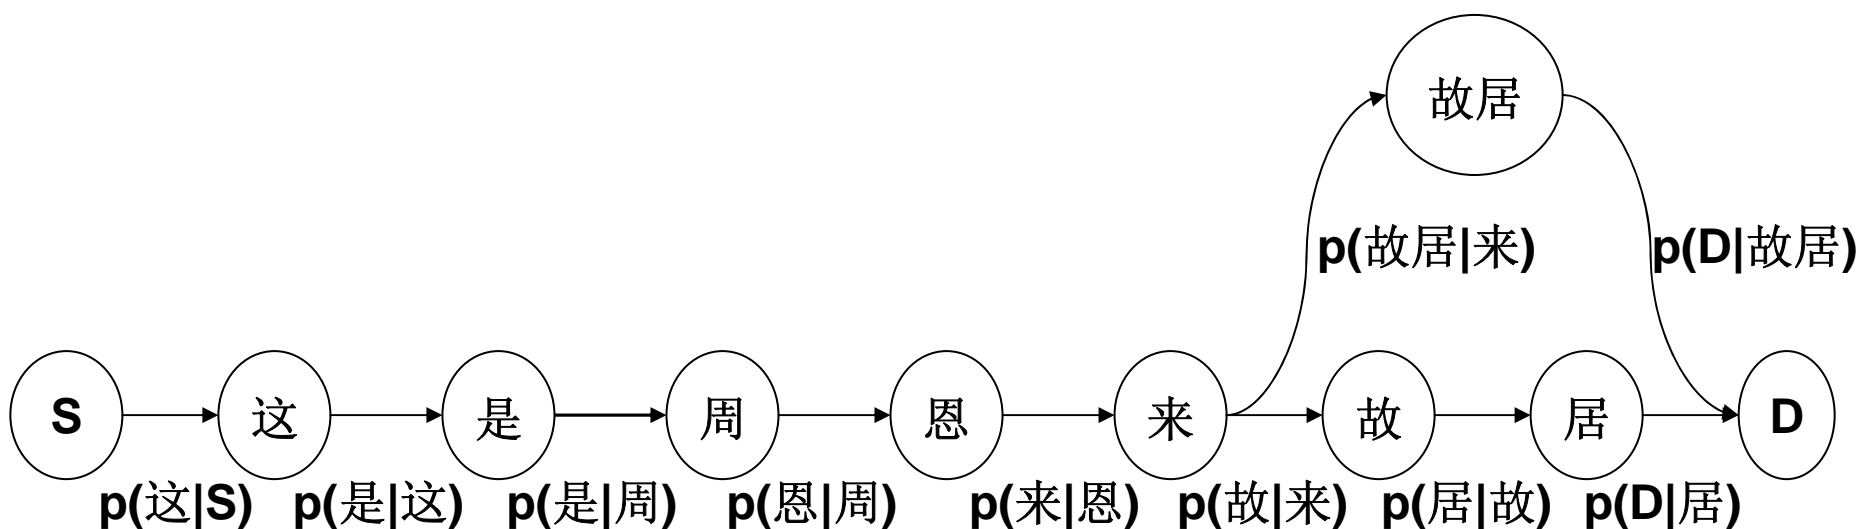 故居
p(故居|来) p(D|故居)
S 这 是 周 恩 来 故 居 D
p(这|S) p(是|这) p(是|周) p(恩|周) p(来|恩) p(故|来) p(居|故) p(D|居)